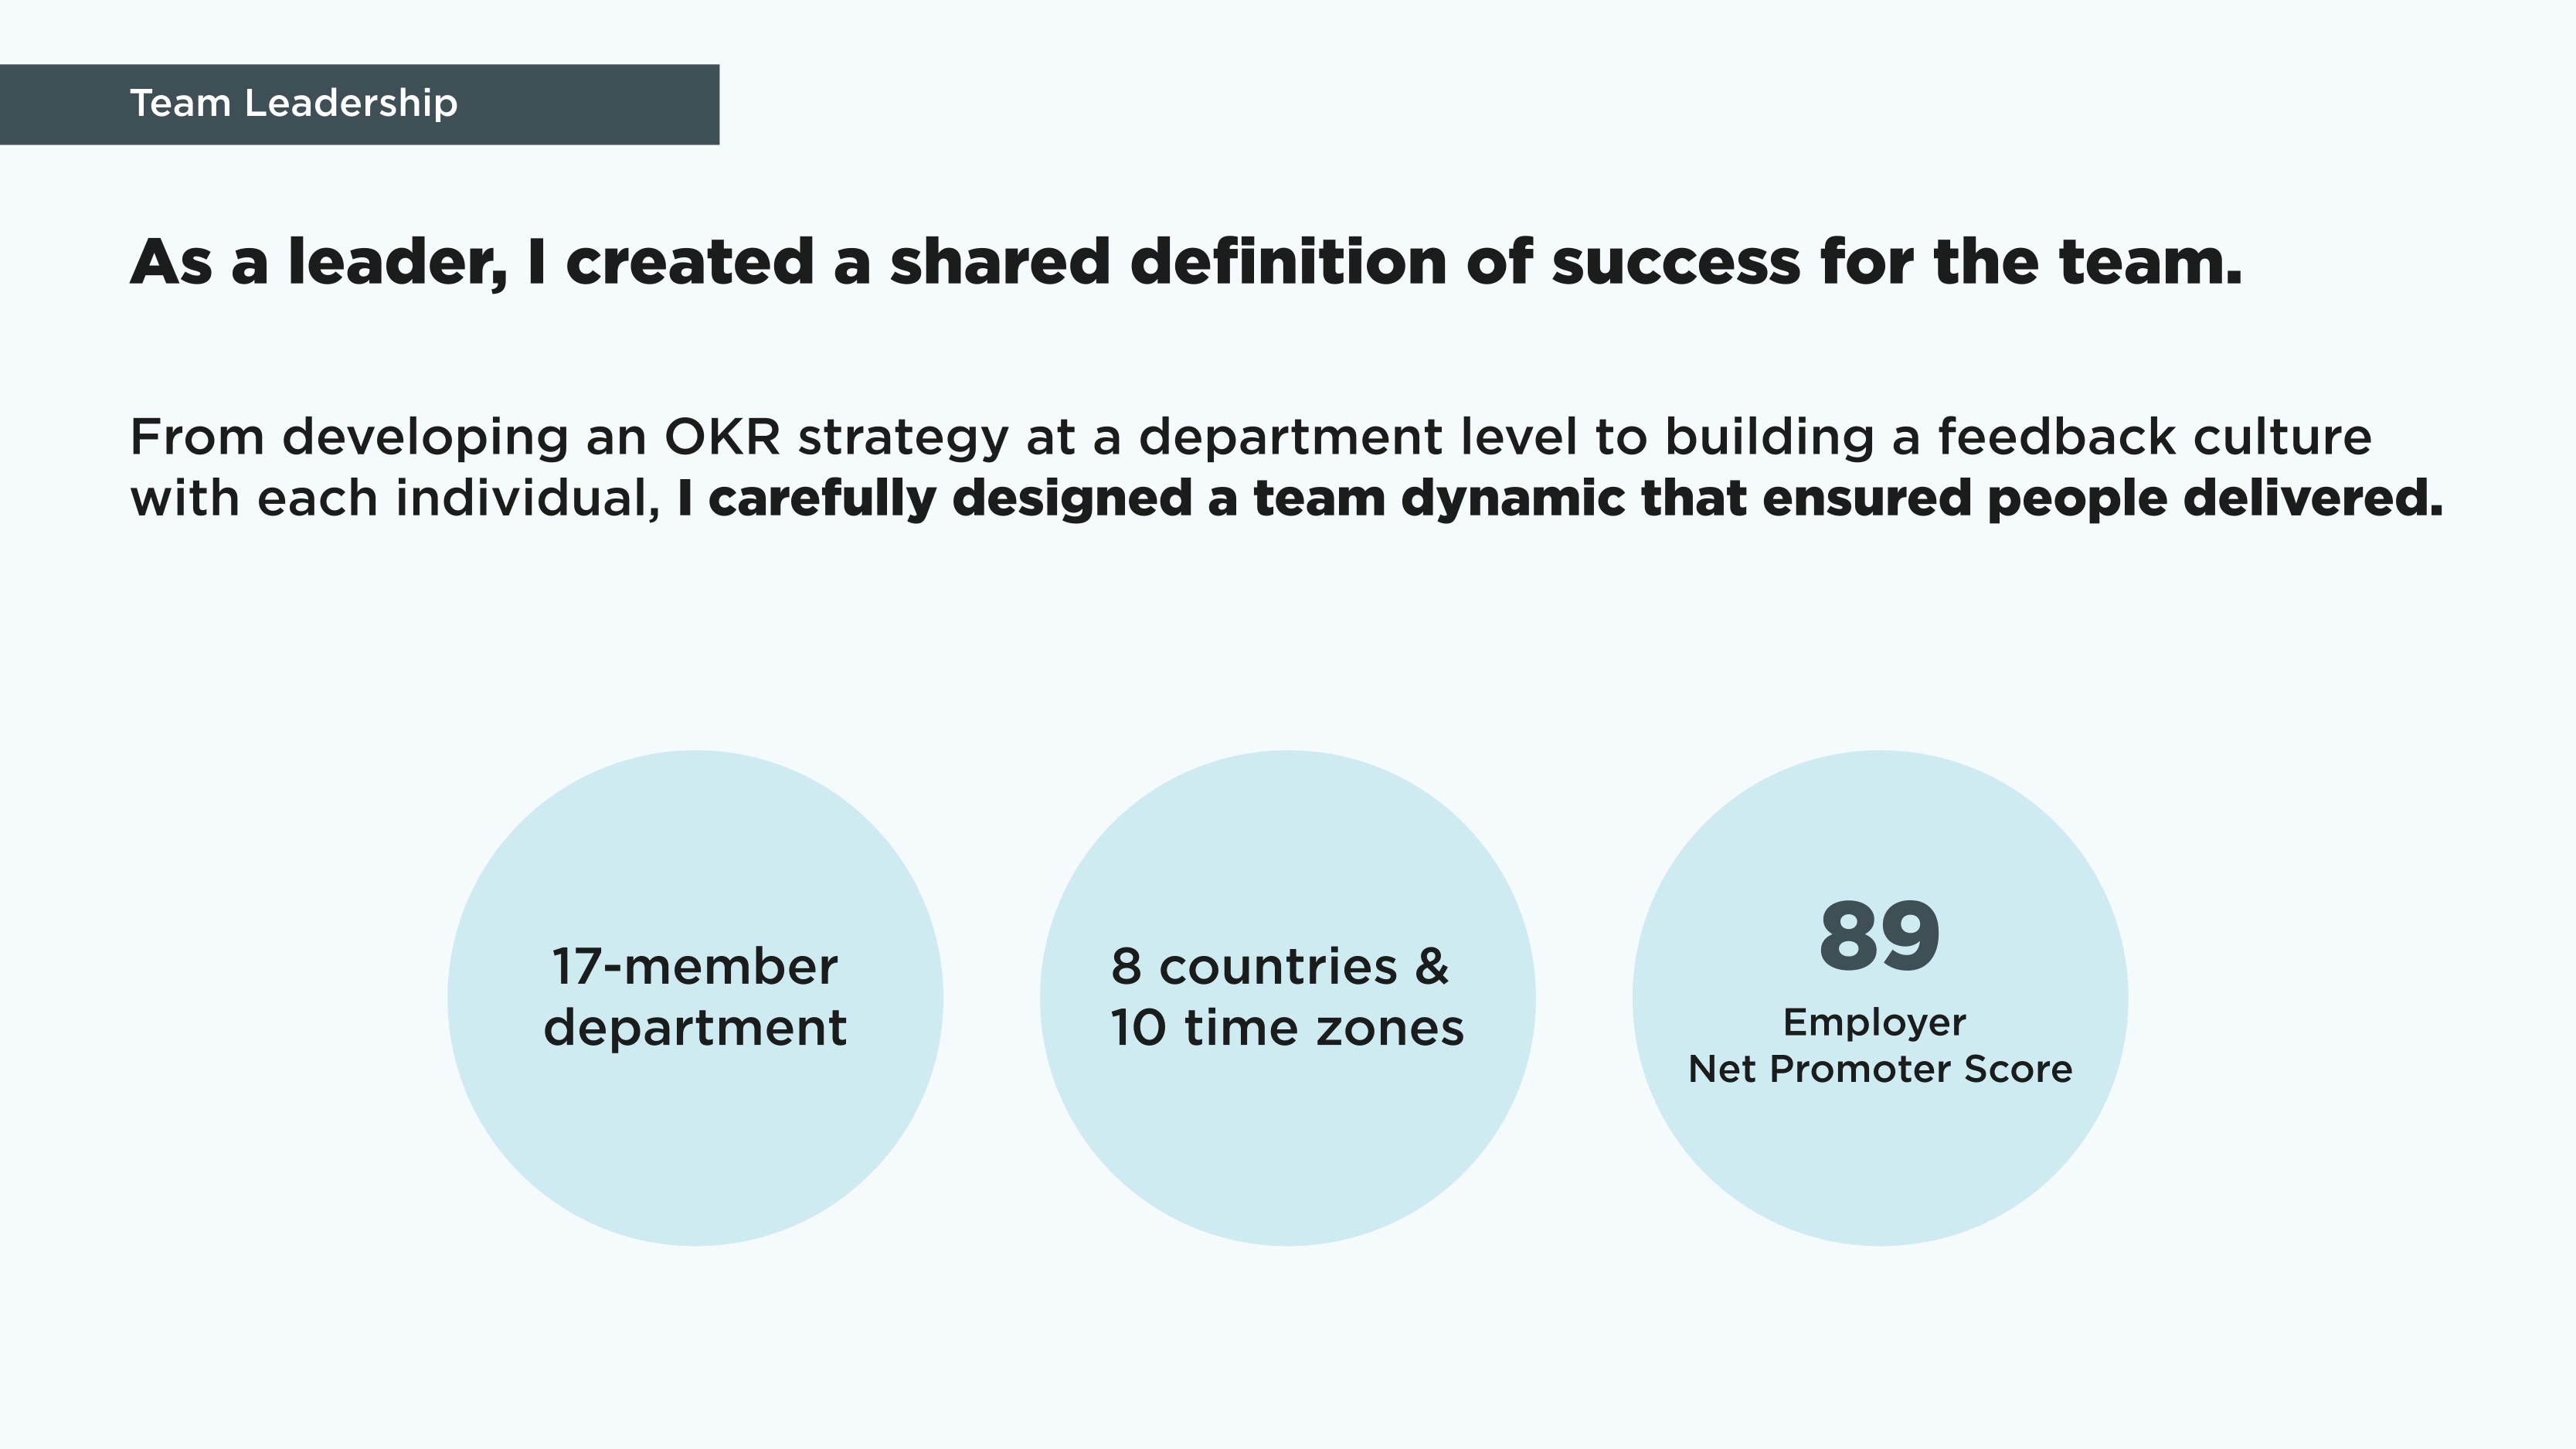 Team Leadership
As a leader, I created a shared definition of success for the team.
From developing an OKR strategy at a department level to building a feedback culture
with each individual, I carefully designed a team dynamic that ensured people delivered.
17-member
department
8 countries &
10 time zones
89
Employer
Net Promoter Score